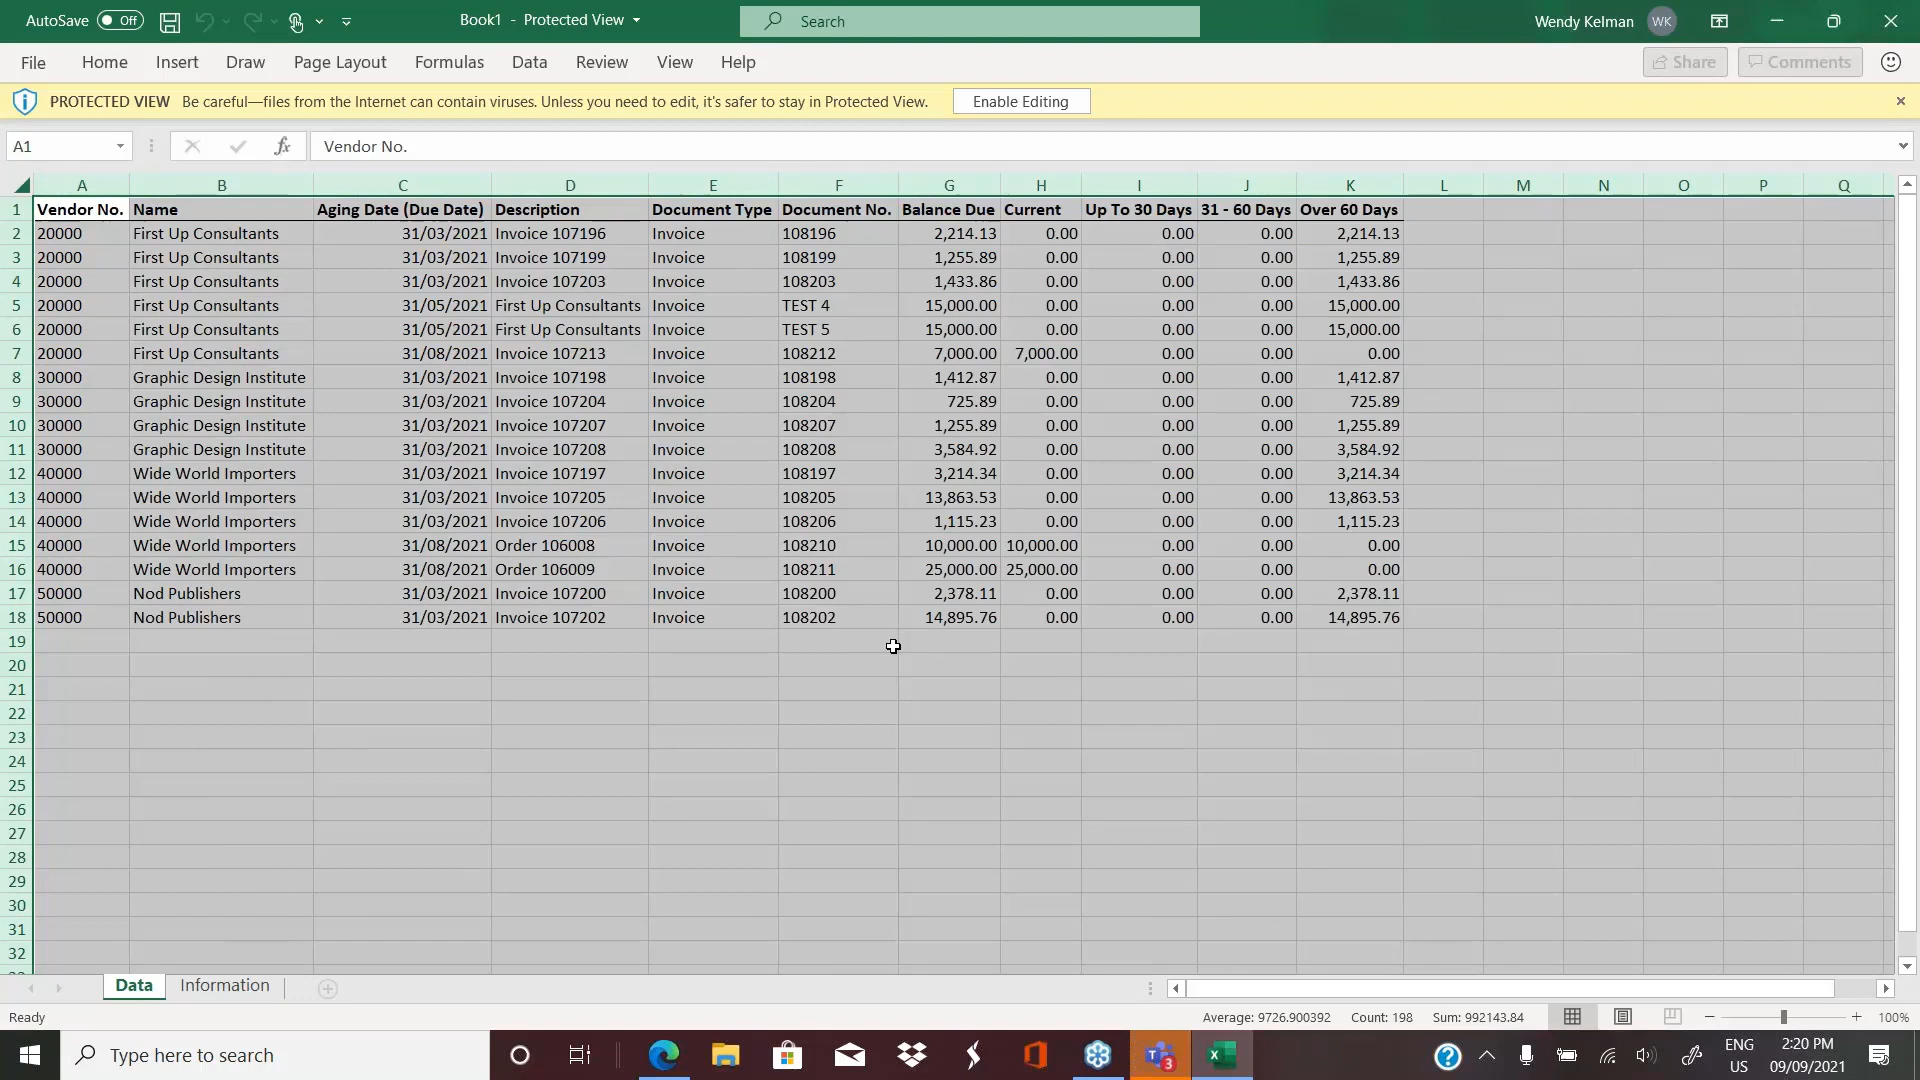 AutoSave Off Book1 - Protected View Search Wendy Kelman WK
File Home Insert Draw Page Layout Formulas Data Review View Help Share Comments
PROTECTED VIEW Be careful—files from the Internet can contain viruses. Unless you need to edit, it's safer to stay in Protected View. Enable Editing
A1 fx Vendor No.
A B C D E F G H I J K L M N O P Q
1 Vendor No. Name Aging Date (Due Date) Description Document Type Document No. Balance Due Current Up To 30 Days 31 - 60 Days Over 60 Days
2 20000 First Up Consultants 31/03/2021 Invoice 107196 Invoice 108196 2,214.13 0.00 0.00 0.00 2,214.13
3 20000 First Up Consultants 31/03/2021 Invoice 107199 Invoice 108199 1,255.89 0.00 0.00 0.00 1,255.89
4 20000 First Up Consultants 31/03/2021 Invoice 107203 Invoice 108203 1,433.86 0.00 0.00 0.00 1,433.86
5 20000 First Up Consultants 31/05/2021 First Up Consultants Invoice TEST 4 15,000.00 0.00 0.00 0.00 15,000.00
6 20000 First Up Consultants 31/05/2021 First Up Consultants Invoice TEST 5 15,000.00 0.00 0.00 0.00 15,000.00
7 20000 First Up Consultants 31/08/2021 Invoice 107213 Invoice 108212 7,000.00 7,000.00 0.00 0.00 0.00
8 30000 Graphic Design Institute 31/03/2021 Invoice 107198 Invoice 108198 1,412.87 0.00 0.00 0.00 1,412.87
9 30000 Graphic Design Institute 31/03/2021 Invoice 107204 Invoice 108204 725.89 0.00 0.00 0.00 725.89
10 30000 Graphic Design Institute 31/03/2021 Invoice 107207 Invoice 108207 1,255.89 0.00 0.00 0.00 1,255.89
11 30000 Graphic Design Institute 31/03/2021 Invoice 107208 Invoice 108208 3,584.92 0.00 0.00 0.00 3,584.92
12 40000 Wide World Importers 31/03/2021 Invoice 107197 Invoice 108197 3,214.34 0.00 0.00 0.00 3,214.34
13 40000 Wide World Importers 31/03/2021 Invoice 107205 Invoice 108205 13,863.53 0.00 0.00 0.00 13,863.53
14 40000 Wide World Importers 31/03/2021 Invoice 107206 Invoice 108206 1,115.23 0.00 0.00 0.00 1,115.23
15 40000 Wide World Importers 31/08/2021 Order 106008 Invoice 108210 10,000.00 10,000.00 0.00 0.00 0.00
16 40000 Wide World Importers 31/08/2021 Order 106009 Invoice 108211 25,000.00 25,000.00 0.00 0.00 0.00
17 50000 Nod Publishers 31/03/2021 Invoice 107200 Invoice 108200 2,378.11 0.00 0.00 0.00 2,378.11
18 50000 Nod Publishers 31/03/2021 Invoice 107202 Invoice 108202 14,895.76 0.00 0.00 0.00 14,895.76
19
20
21
22
23
24
25
26
27
28
29
30
31
32
Data Information
Ready Average: 9726.900392 Count: 198 Sum: 992143.84 100%
Type here to search 3 ENG US 2:20 PM 09/09/2021